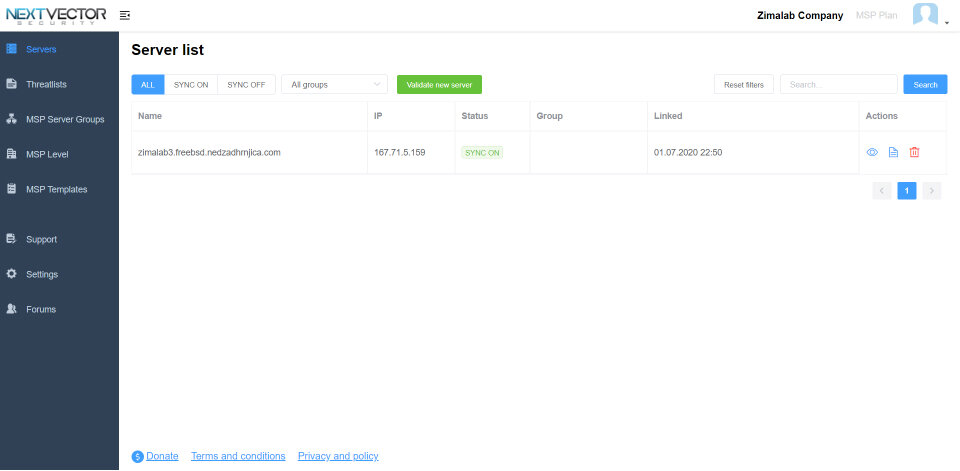 NEXTVECTOR
SECURITY
Zimalab Company MSP Plan
Servers
Threatlists
MSP Server Groups
MSP Level
MSP Templates
Support
Settings
Forums
Server list
ALL SYNC ON SYNC OFF All groups Validate new server Reset filters Search... Search
Name IP Status Group Linked Actions
zimalab3.freebsd.nedzadhrnjica.com 167.71.5.159 SYNC ON 01.07.2020 22:50
< 1 >
$ Donate Terms and conditions Privacy and policy